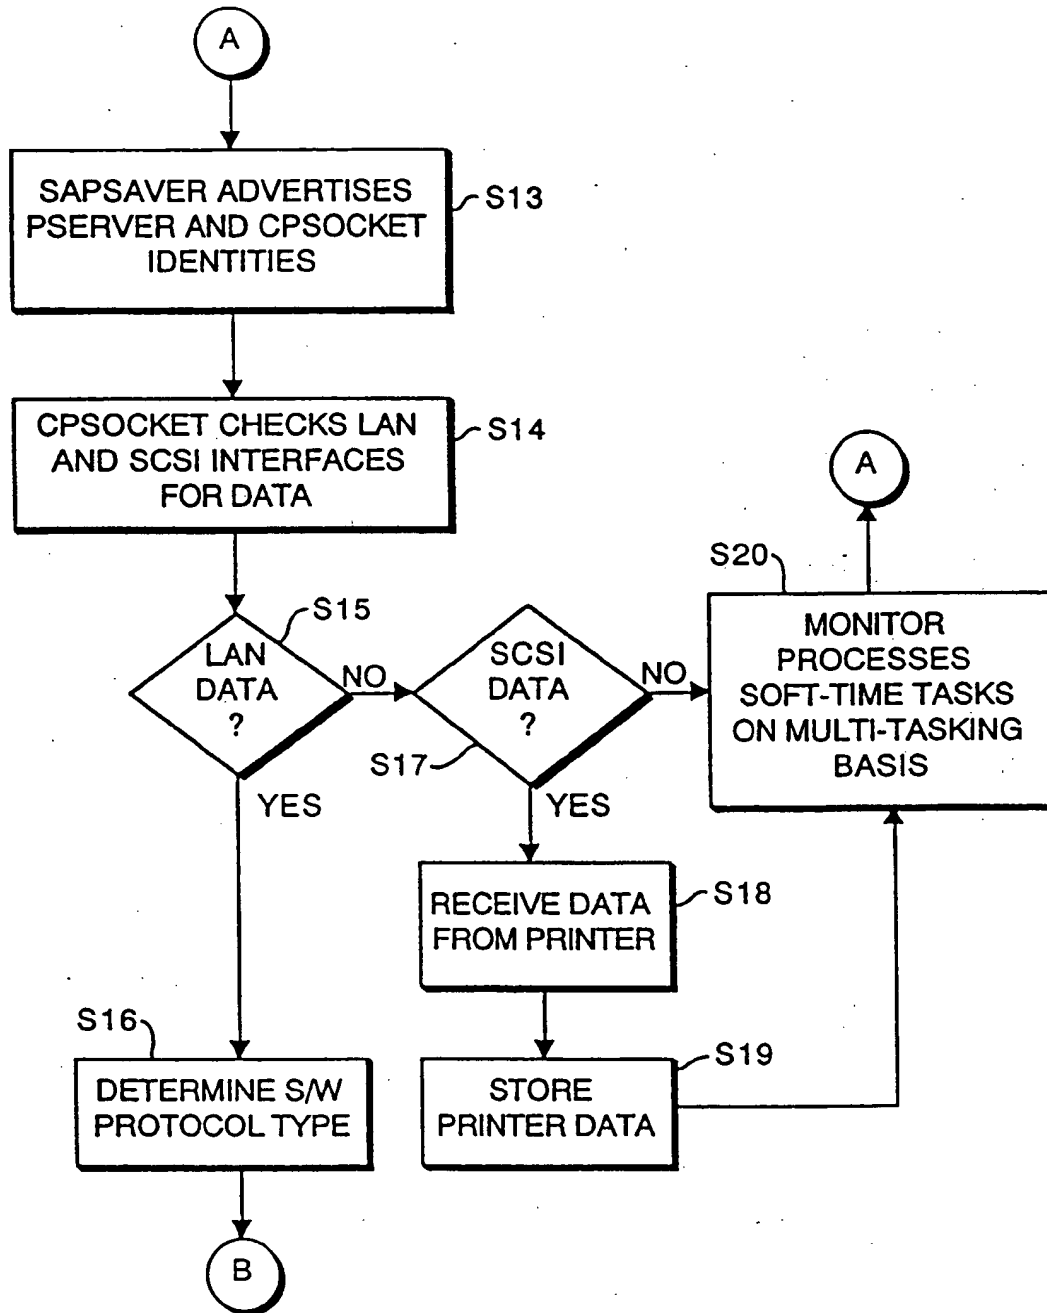 A
SAPSAVER ADVERTISES
PSERVER AND CPSOCKET
IDENTITIES
S13
CPSOCKET CHECKS LAN
AND SCSI INTERFACES
FOR DATA
S14
LAN
DATA
?
S15
NO
YES
SCSI
DATA
?
S17
NO
YES
A
S20
MONITOR
PROCESSES
SOFT-TIME TASKS
ON MULTI-TASKING
BASIS
RECEIVE DATA
FROM PRINTER
S18
S16
DETERMINE S/W
PROTOCOL TYPE
STORE
PRINTER DATA
S19
B